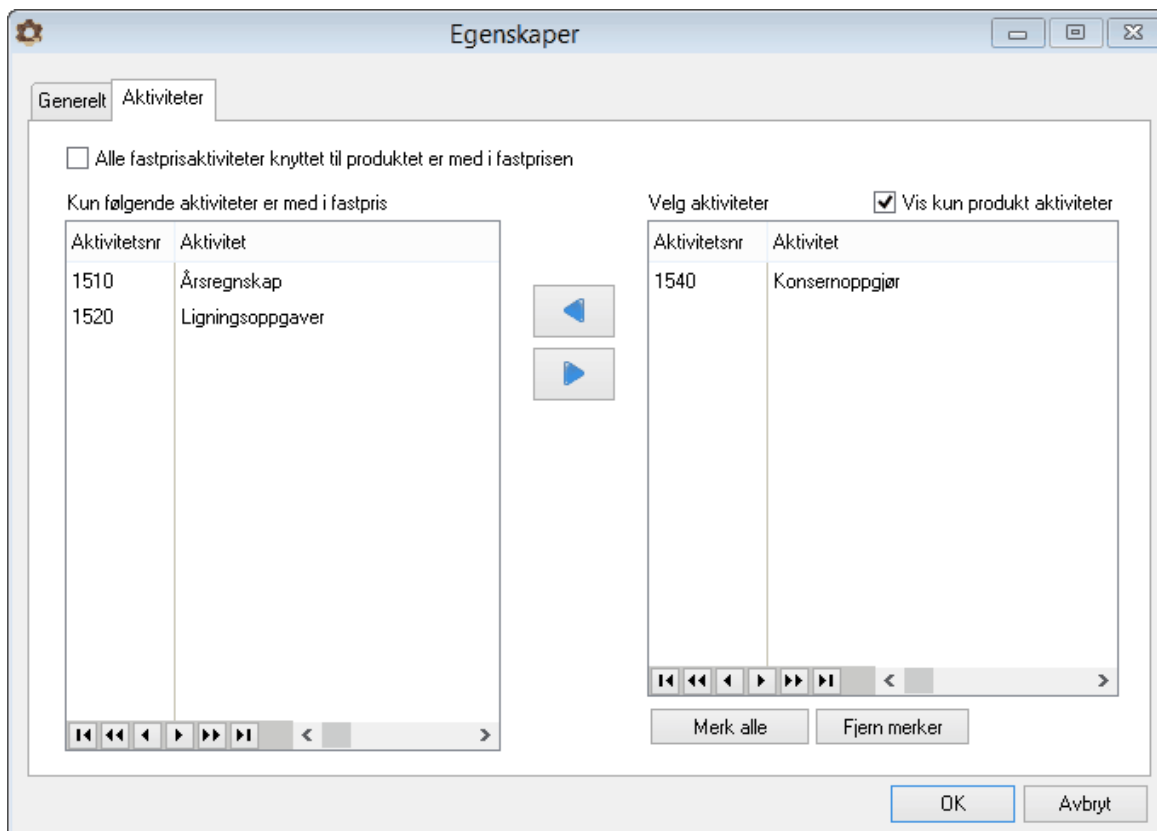 Egenskaper
Generelt
Aktiviteter
Alle fastprisaktiviteter knyttet til produktet er med i fastprisen
Kun følgende aktiviteter er med i fastpris
Velg aktiviteter
Vis kun produkt aktiviteter
Aktivitetsnr Aktivitet
1510 Årsregnskap
1520 Ligningsoppgaver
Aktivitetsnr Aktivitet
1540 Konsernoppgjør
Merk alle
Fjern merker
OK
Avbryt